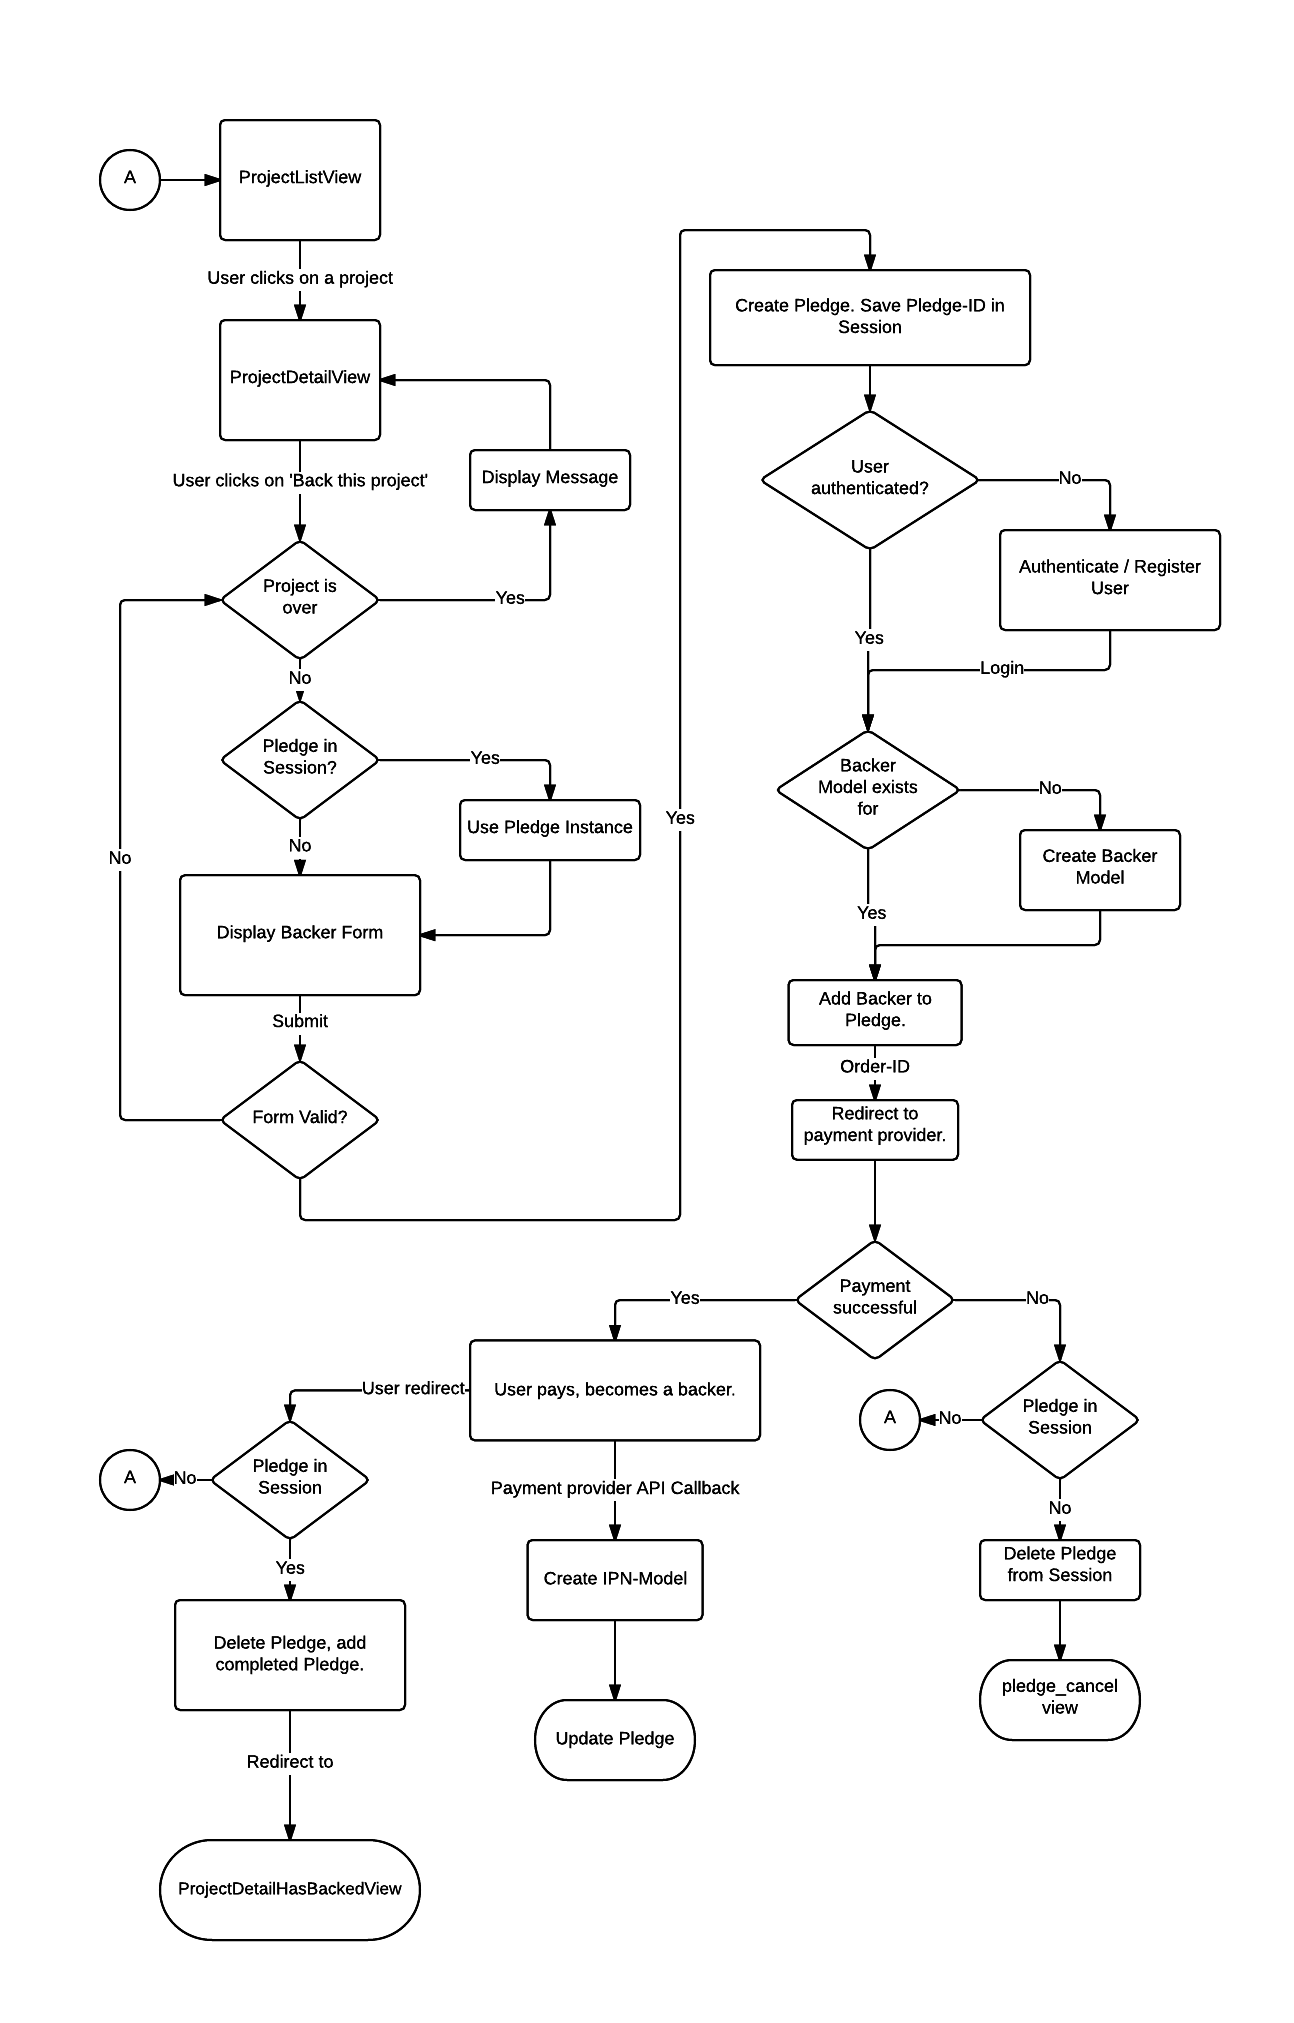 A
ProjectListView
User clicks on a project
ProjectDetailView
User clicks on 'Back this project'
Display Message
Project is
over
Yes
No
Pledge in
Session?
Yes
Use Pledge Instance
No
No
Display Backer Form
Submit
Form Valid?
Yes
Create Pledge. Save Pledge-ID in
Session
User
authenticated?
No
Authenticate / Register
User
Yes
Login
Backer
Model exists
for
No
Create Backer
Model
Yes
Add Backer to
Pledge.
Order-ID
Redirect to
payment provider.
Payment
successful
Yes
No
User pays, becomes a backer.
User redirect
Pledge in
Session
No
A
Yes
Delete Pledge, add
completed Pledge.
Redirect to
ProjectDetailHasBackedView
Payment provider API Callback
Create IPN-Model
Update Pledge
Pledge in
Session
No
A
No
Delete Pledge
from Session
pledge_cancel
view